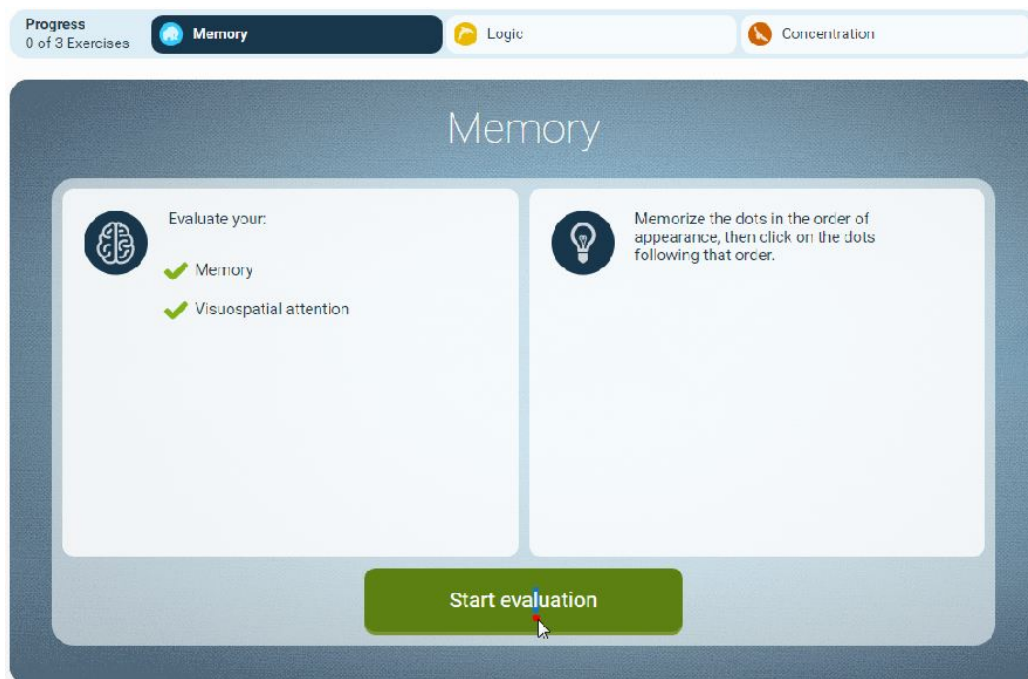 Progress
0 of 3 Exercises
Memory
Logic
Concentration
Memory
Evaluate your:
Memory
Visuospatial attention
Memorize the dots in the order of
appearance, then click on the dots
following that order.
Start evaluation